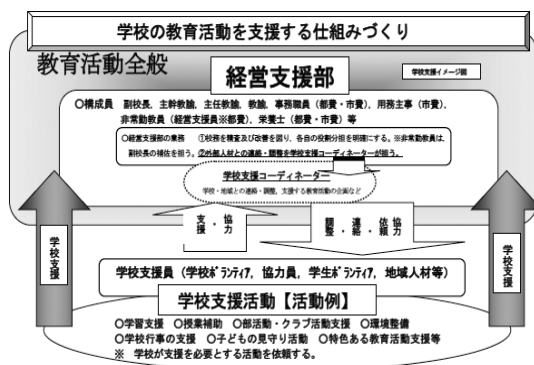 学校の教育活動を支援する仕組みづくり
教育活動全般
経営支援部
学校支援イメージ図
○構成員　副校長，主幹教諭，主任教諭，教諭，事務職員（都費・市費），用務主事（市費），
非常勤教員（経営支援員※都費），栄養士（都費・市費）等
○経営支援部の業務　①校務を精査及び改善を図り，各自の役割分担を明確にする。※非常勤教員は，
副校長の補佐を担う。②外部人材との連絡・調整を学校支援コーディネーターが担う。
学校支援コーディネーター
学校・地域との連絡・調整，支援する教育活動の企画など
支援・協力
調整・連絡・依頼・協力
学校支援
学校支援
学校支援員（学校ﾎﾞﾗﾝﾃｨｱ，協力員，学生ﾎﾞﾗﾝﾃｨｱ，地域人材等）
学校支援活動【活動例】
○学習支援　○授業補助　○部活動・クラブ活動支援　○環境整備
○学校行事の支援　○子どもの見守り活動　○特色ある教育活動支援等
※　学校が支援を必要とする活動を依頼する。